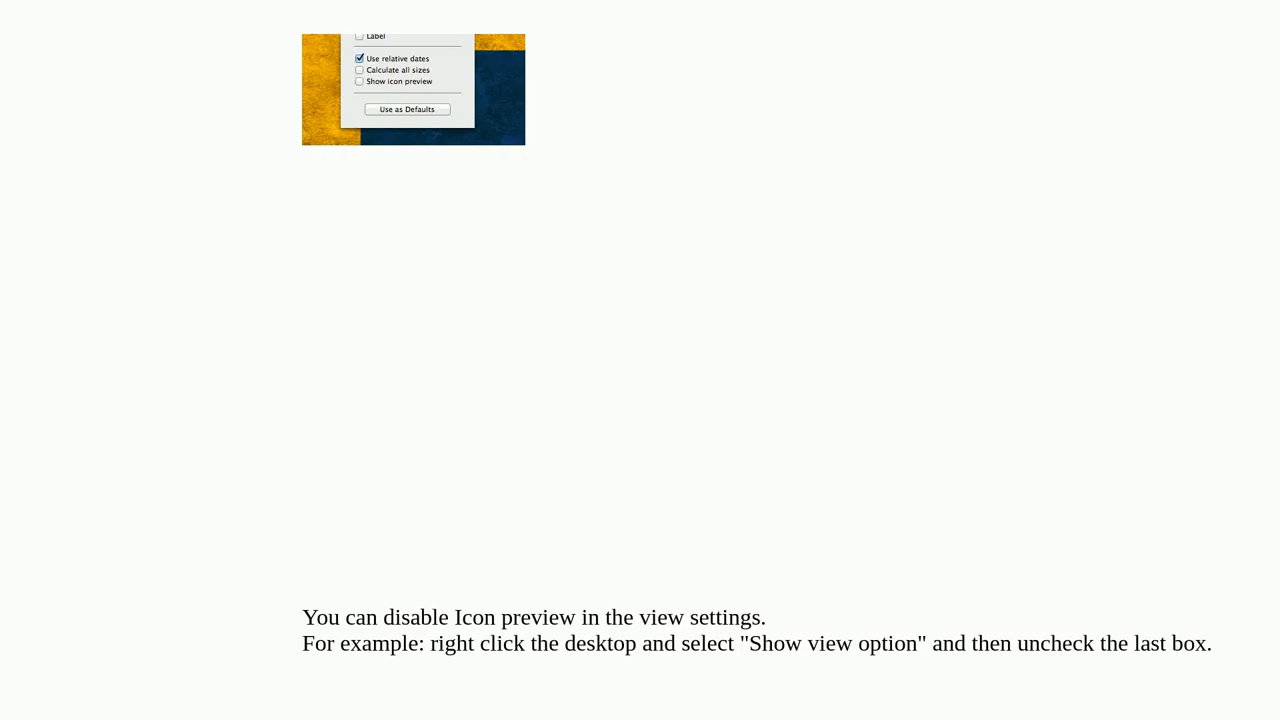 Label
Use relative dates
Calculate all sizes
Show icon preview
Use as Defaults
You can disable Icon preview in the view settings.
For example: right click the desktop and select "Show view option" and then uncheck the last box.